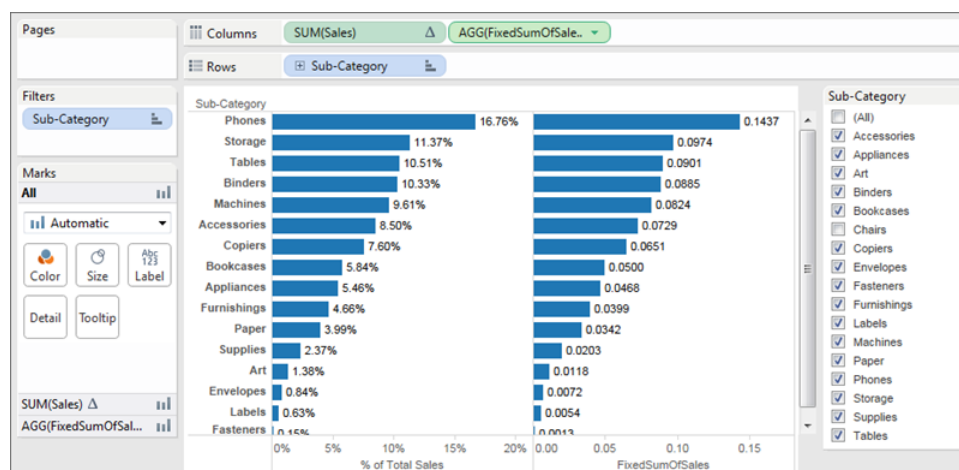 Pages
Columns SUM(Sales) Δ AGG(FixedSumOfSale..
Rows Sub-Category
Filters
Sub-Category
Marks
All
Automatic
Color Size Abc 123 Label
Detail Tooltip
SUM(Sales) Δ
AGG(FixedSumOfSal...
Sub-Category
Phones 16.76% 0.1437
Storage 11.37% 0.0974
Tables 10.51% 0.0901
Binders 10.33% 0.0885
Machines 9.61% 0.0824
Accessories 8.50% 0.0729
Copiers 7.60% 0.0651
Bookcases 5.84% 0.0500
Appliances 5.46% 0.0468
Furnishings 4.66% 0.0399
Paper 3.99% 0.0342
Supplies 2.37% 0.0203
Art 1.38% 0.0118
Envelopes 0.84% 0.0072
Labels 0.63% 0.0054
Fasteners 0.15% 0.0013
0% 5% 10% 15% 20% 0.00 0.05 0.10 0.15
% of Total Sales FixedSumOfSales
Sub-Category
(All)
Accessories
Appliances
Art
Binders
Bookcases
Chairs
Copiers
Envelopes
Fasteners
Furnishings
Labels
Machines
Paper
Phones
Storage
Supplies
Tables